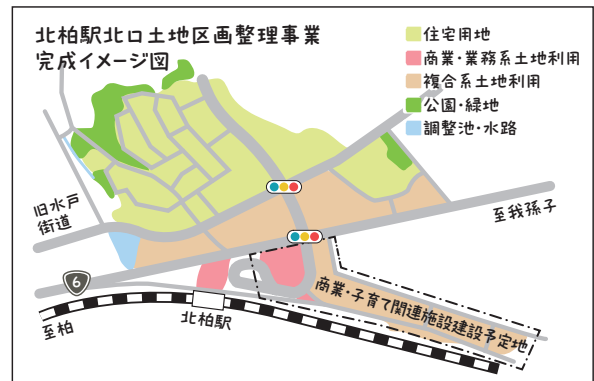 北柏駅北口土地区画整理事業
完成イメージ図
住宅用地
商業・業務系土地利用
複合系土地利用
公園・緑地
調整池・水路
旧水戸
街道
至我孫子
6
商業・子育て関連施設建設予定地
北柏駅
至柏